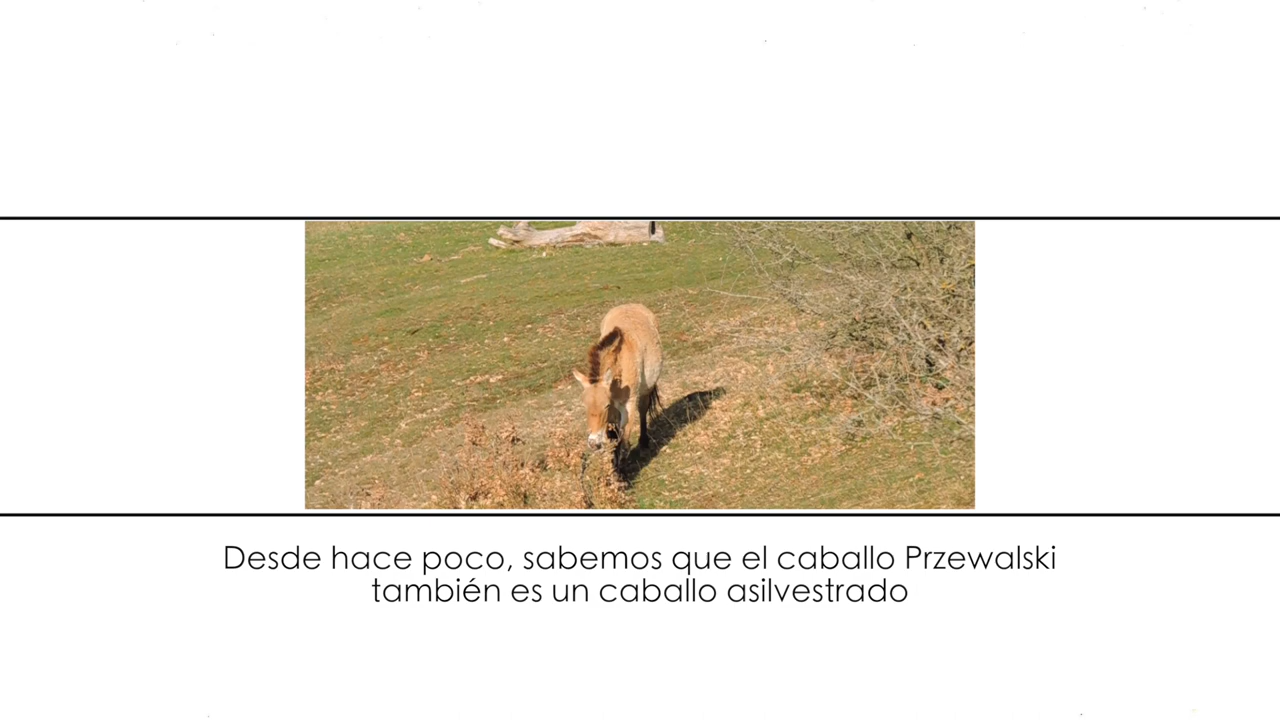 Desde hace poco, sabemos que el caballo Przewalski
también es un caballo asilvestrado